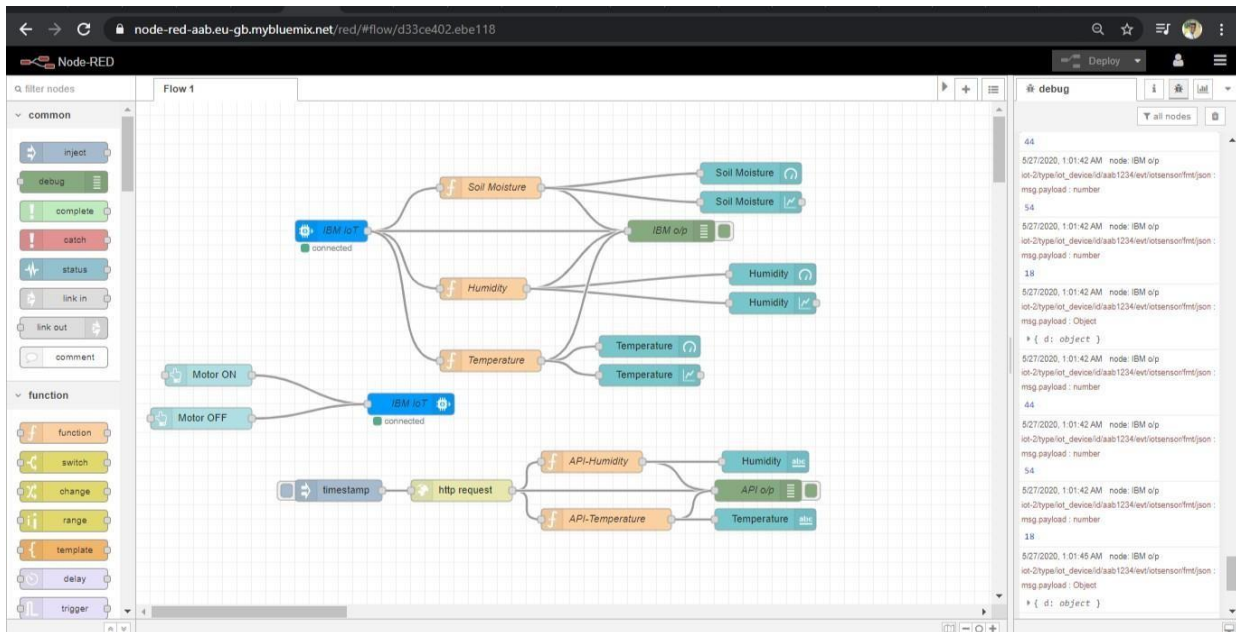 node-red-aab.eu-gb.mybluemix.net/red/#flow/d33ce402.ebe118
Node-RED
Deploy
filter nodes
common
inject
debug
complete
catch
status
link in
link out
comment
function
function
switch
change
range
template
delay
trigger
Flow 1
Soil Moisture
Soil Moisture
Soil Moisture
IBM IoT
connected
IBM o/p
Humidity
Humidity
Humidity
Temperature
Temperature
Temperature
Motor ON
Motor OFF
IBM IoT
connected
API-Humidity
Humidity
abc
timestamp
http request
API o/p
API-Temperature
Temperature
abc
debug
i
all nodes
44
5/27/2020, 1:01:42 AM node: IBM o/p
iot-2/type/iot_device/id/aab1234/evt/iotsensor/fmt/json :
msg.payload : number
54
5/27/2020, 1:01:42 AM node: IBM o/p
iot-2/type/iot_device/id/aab1234/evt/iotsensor/fmt/json :
msg.payload : number
18
5/27/2020, 1:01:42 AM node: IBM o/p
iot-2/type/iot_device/id/aab1234/evt/iotsensor/fmt/json :
msg.payload : Object
{ d: object }
5/27/2020, 1:01:42 AM node: IBM o/p
iot-2/type/iot_device/id/aab1234/evt/iotsensor/fmt/json :
msg.payload : number
44
5/27/2020, 1:01:42 AM node: IBM o/p
iot-2/type/iot_device/id/aab1234/evt/iotsensor/fmt/json :
msg.payload : number
54
5/27/2020, 1:01:42 AM node: IBM o/p
iot-2/type/iot_device/id/aab1234/evt/iotsensor/fmt/json :
msg.payload : number
18
5/27/2020, 1:01:45 AM node: IBM o/p
iot-2/type/iot_device/id/aab1234/evt/iotsensor/fmt/json :
msg.payload : Object
{ d: object }